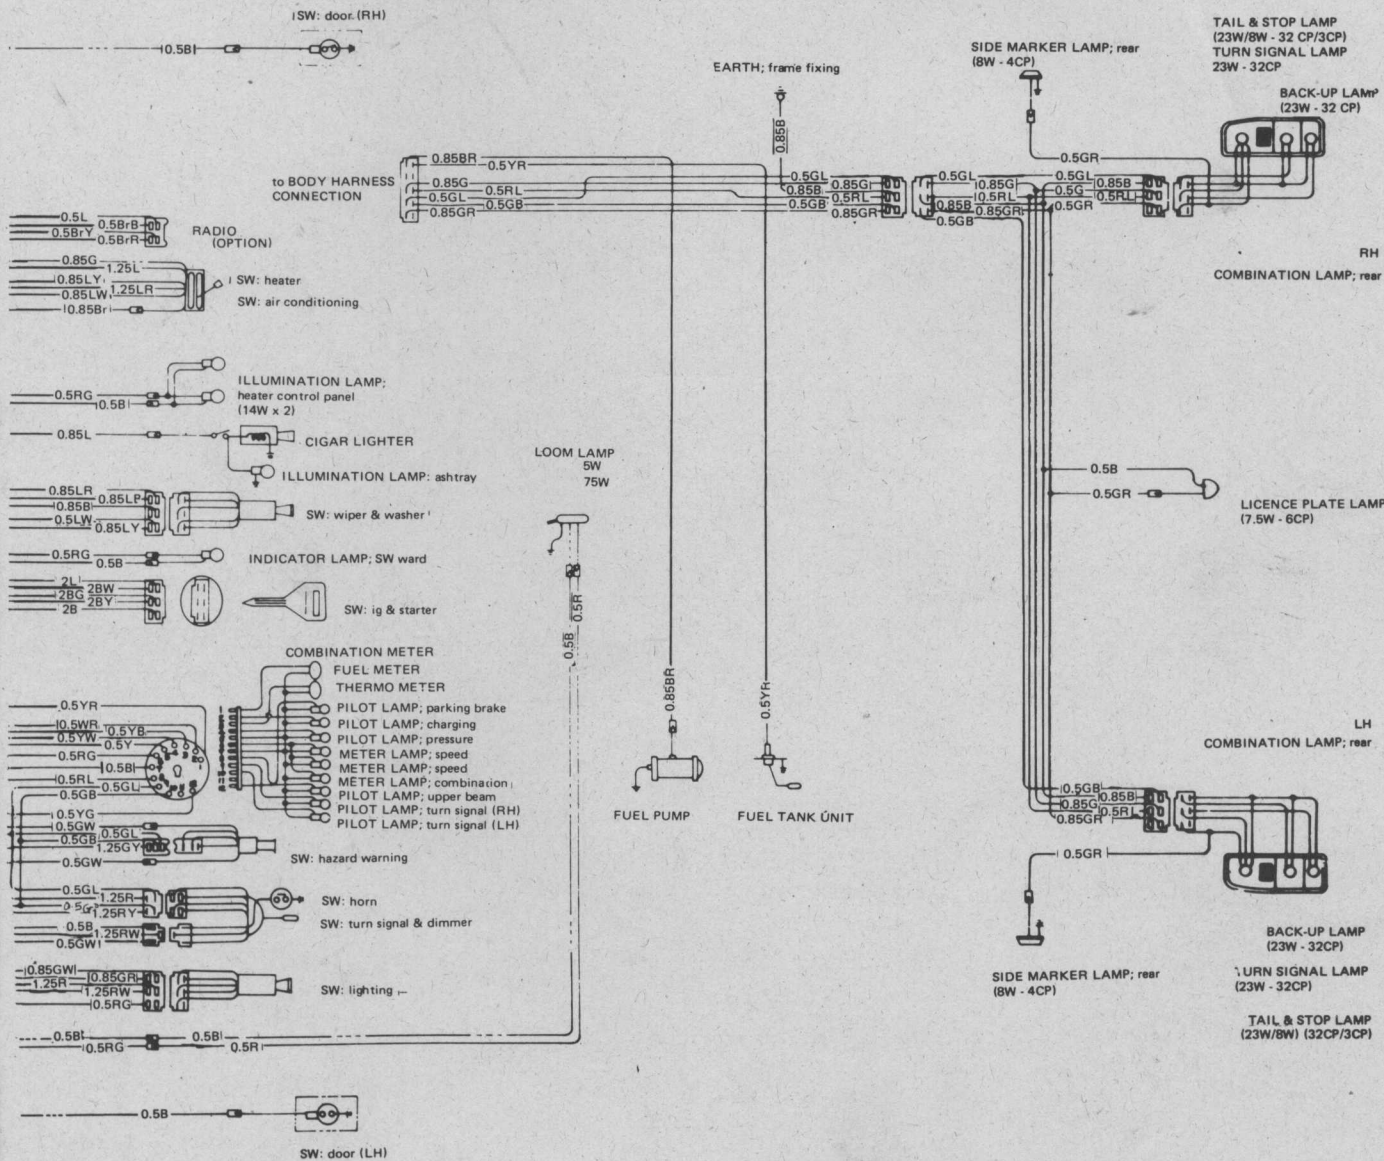 SW: door (RH)
0.5B
TAIL & STOP LAMP
(23W/8W - 32 CP/3CP)
TURN SIGNAL LAMP
23W - 32CP
SIDE MARKER LAMP; rear
(8W - 4CP)
EARTH; frame fixing
BACK-UP LAMP
(23W - 32 CP)
0.85B
0.85BR
0.5YR
0.85G
0.5RL
0.5GL
0.5GB
0.85GR
to BODY HARNESS
CONNECTION
0.5GL
0.85G
0.85B
0.5RL
0.5GB
0.85GR
0.5GL
0.85G
0.5RL
0.85B
0.85GR
0.5GB
0.5GR
0.5GL
0.5G
0.85B
0.5RL
0.5GR
0.5L
0.5BrB
0.5BrY
0.5BrR
RADIO
(OPTION)
0.85G
1.25L
0.85LY
1.25LR
0.85LW
0.85Br
SW: heater
SW: air conditioning
RH
COMBINATION LAMP; rear
ILLUMINATION LAMP;
heater control panel
(14W x 2)
0.5RG
0.5B
0.85L
CIGAR LIGHTER
ILLUMINATION LAMP: ashtray
LOOM LAMP
5W
75W
0.5B
0.5GR
LICENCE PLATE LAMP
(7.5W - 6CP)
0.85LR
0.85B
0.5LW
0.85LY
SW: wiper & washer
0.5RG
0.5B
INDICATOR LAMP; SW ward
2L
2BW
2BG
2BY
2B
SW: ig & starter
0.5R
0.5B
COMBINATION METER
FUEL METER
THERMO METER
PILOT LAMP; parking brake
PILOT LAMP; charging
PILOT LAMP; pressure
METER LAMP; speed
METER LAMP; speed
METER LAMP; combination
PILOT LAMP; upper beam
PILOT LAMP; turn signal (RH)
PILOT LAMP; turn signal (LH)
0.5YR
0.5WR
0.5YB
0.5YW
0.5Y
0.5RG
0.5B
0.5RL
0.5GL
0.5GB
0.5YG
0.85BR
0.5YR
FUEL PUMP
FUEL TANK UNIT
LH
COMBINATION LAMP; rear
0.5GB
0.85B
0.85G
0.5RL
0.85GR
0.5GR
0.5GW
0.5GL
0.5GB
1.25GY
0.5GW
SW: hazard warning
0.5GL
1.25R
1.25RY
0.5B
1.25RW
0.5GW
SW: horn
SW: turn signal & dimmer
BACK-UP LAMP
(23W - 32CP)
SIDE MARKER LAMP; rear
(8W - 4CP)
URN SIGNAL LAMP
(23W - 32CP)
TAIL & STOP LAMP
(23W/8W) (32CP/3CP)
0.85GW
0.85GR
1.25R
1.25RW
0.5RG
SW: lighting
0.5B
0.5B
0.5RG
0.5R
0.5B
SW: door (LH)